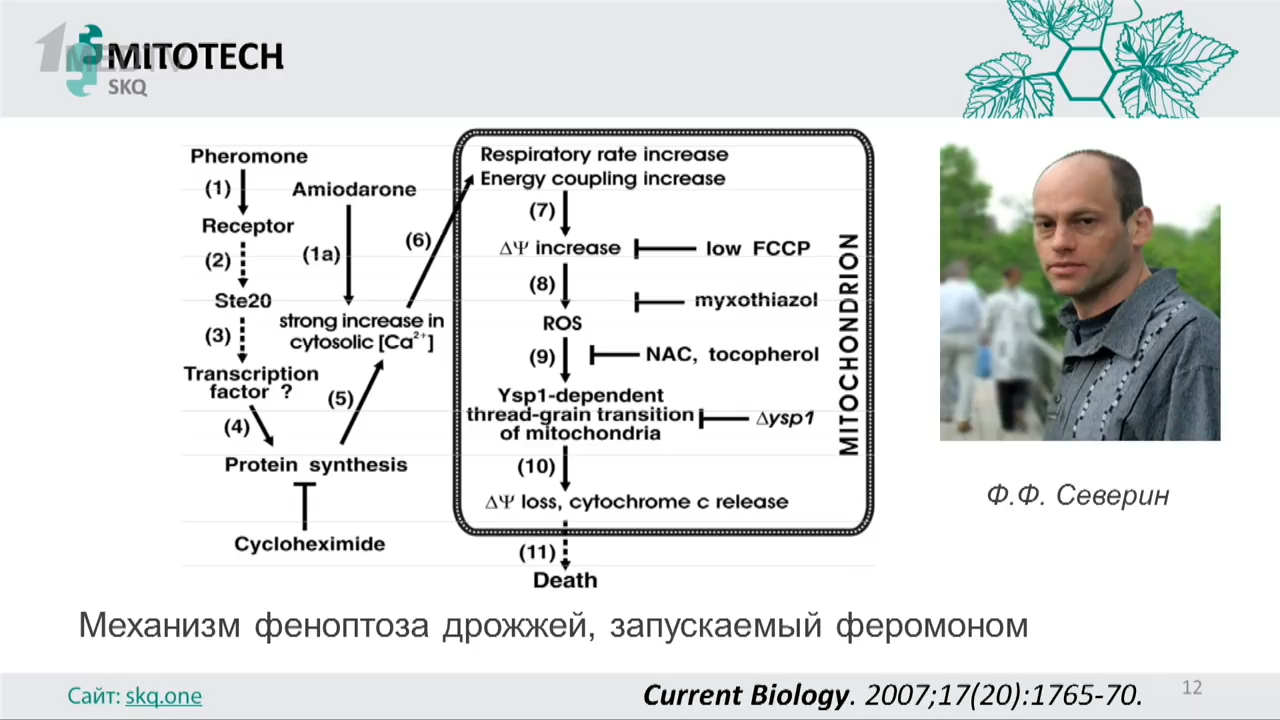 1MEDTV
MITOTECH
SKQ
Pheromone
(1)
Amiodarone
Receptor
(2)
(1a)
(6)
Ste20
(3)
strong increase in
cytosolic [Ca²⁺]
Transcription
factor ?
(4)
(5)
Protein synthesis
Cycloheximide
Respiratory rate increase
Energy coupling increase
(7)
ΔΨ increase
low FCCP
(8)
myxothiazol
ROS
(9)
NAC, tocopherol
Ysp1-dependent
thread-grain transition
of mitochondria
Δysp1
(10)
ΔΨ loss, cytochrome c release
MITOCHONDRION
(11)
Death
Ф.Ф. Северин
Механизм феноптоза дрожжей, запускаемый феромоном
Сайт: skq.one
Current Biology. 2007;17(20):1765-70.
12